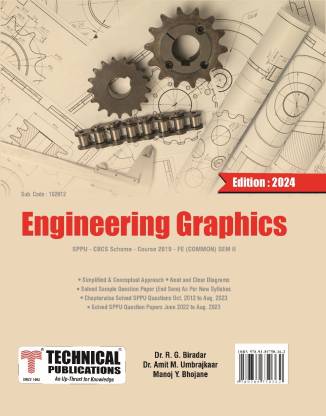 Edition : 2024
Sub. Code : 102012
Engineering Graphics
SPPU - CBCS Scheme - Course 2019 - FE (COMMON) SEM II
• Simplified & Conceptual Approach • Neat and Clear Diagrams
• Solved Sample Question Paper (End Sem) As Per New Syllabus
• Chapterwise Solved SPPU Questions Oct. 2013 to Aug. 2023
• Solved SPPU Question Papers June 2022 to Aug. 2023
Dr. R. G. Biradar
Dr. Amit M. Umbrajkaar
Manoj Y. Bhojane
TECHNICAL
PUBLICATIONS
SINCE 1993
An Up-Thrust for Knowledge